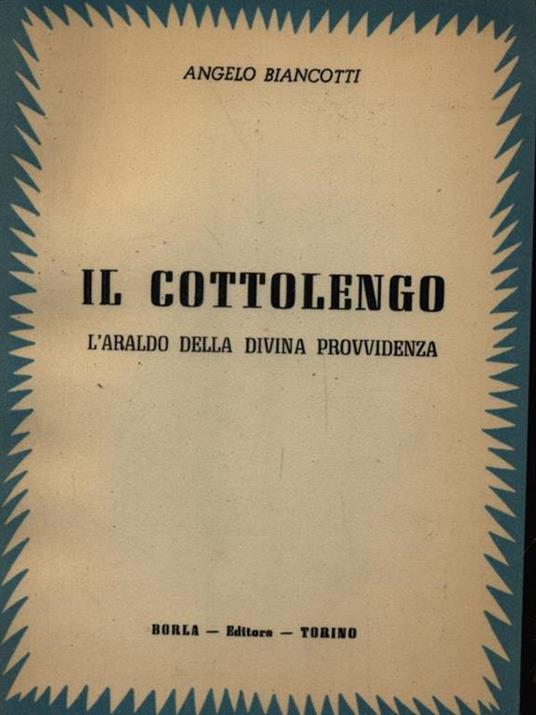 ANGELO BIANCOTTI
IL COTTOLENGO
L'ARALDO DELLA DIVINA PROVVIDENZA
BORLA — Editore — TORINO